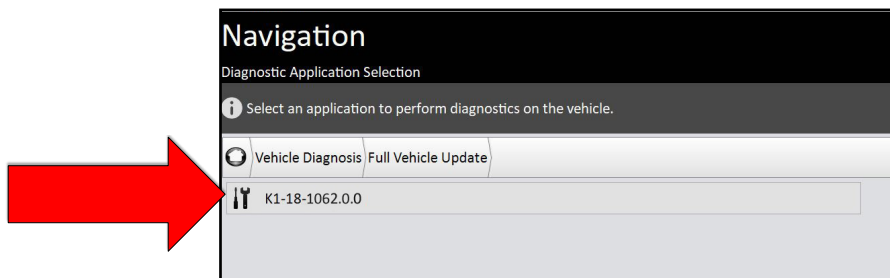 Navigation
Diagnostic Application Selection
Select an application to perform diagnostics on the vehicle.
Vehicle Diagnosis Full Vehicle Update
K1-18-1062.0.0